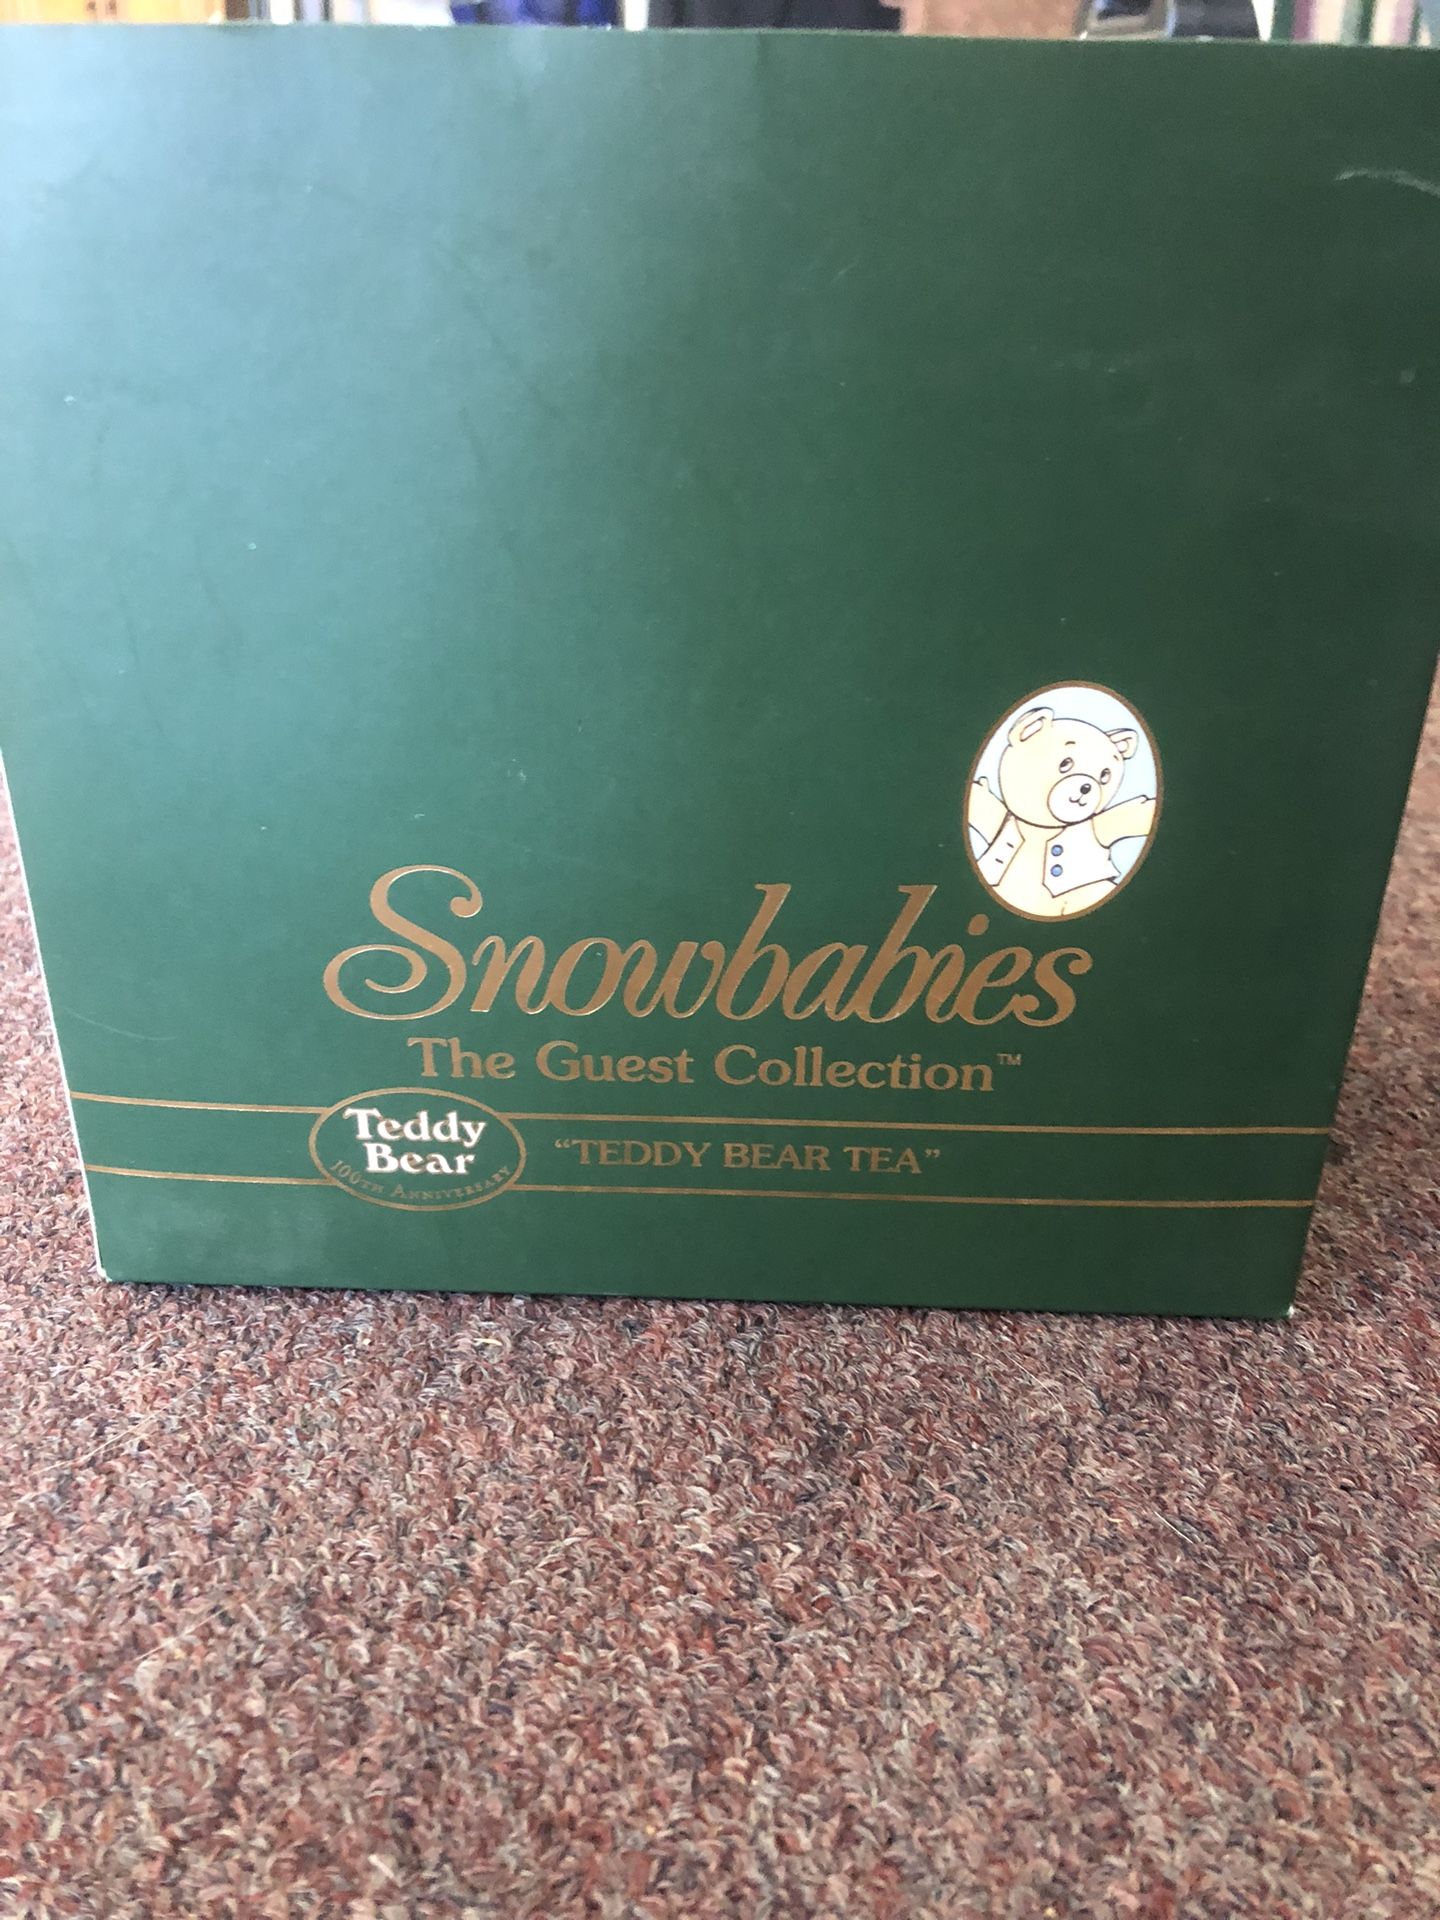 Snowbabies
The Guest Collection™
Teddy
Bear
100TH ANNIVERSARY
"TEDDY BEAR TEA"